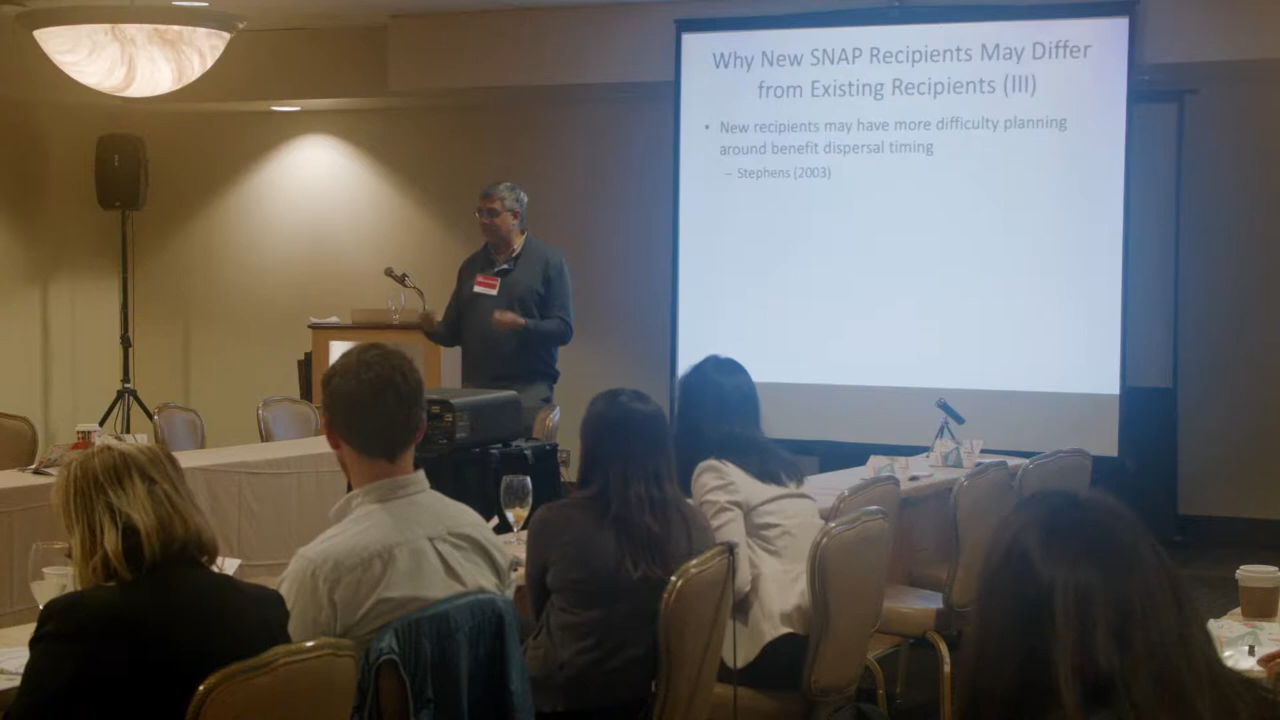 Why New SNAP Recipients May Differ
from Existing Recipients (III)
• New recipients may have more difficulty planning
around benefit dispersal timing
– Stephens (2003)